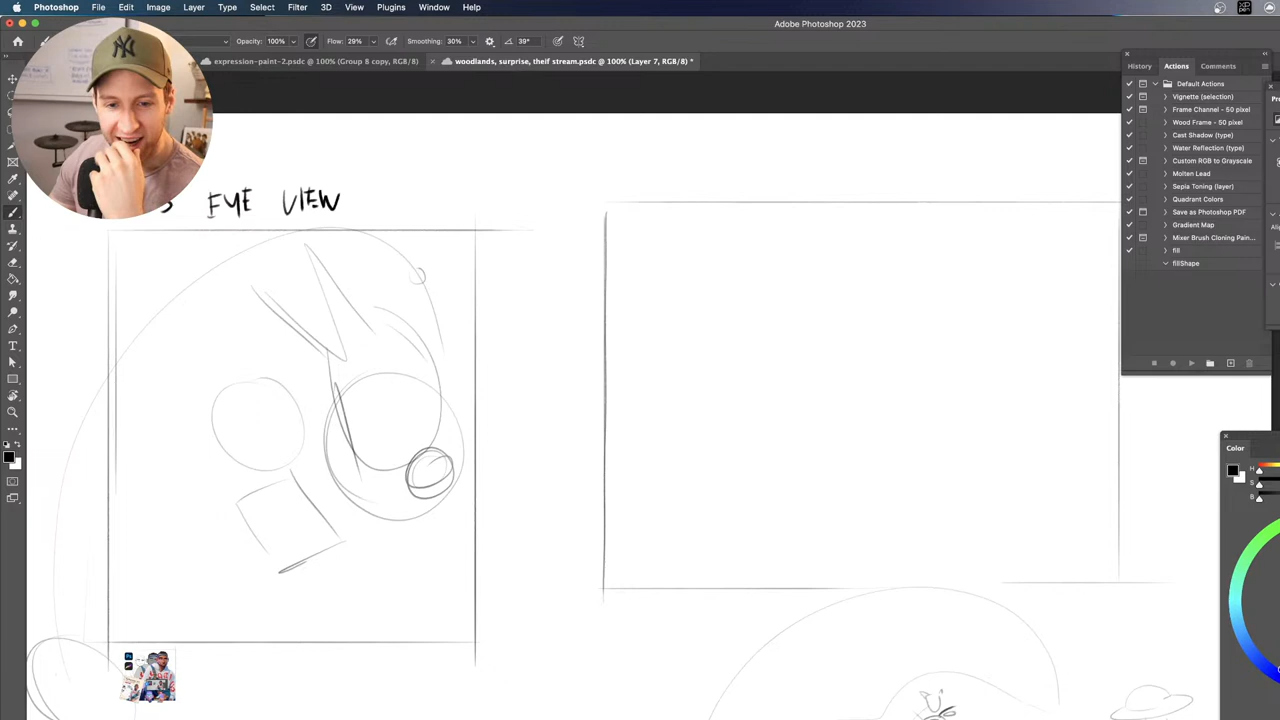 Photoshop File Edit Image Layer Type Select Filter 3D View Plugins Window Help
Adobe Photoshop 2023
Opacity: 100% Flow: 29% Smoothing: 30% 39°
expression-paint-2.psdc @ 100% (Group 8 copy, RGB/8)
woodlands, surprise, theif stream.psdc @ 100% (Layer 7, RGB/8) *
History Actions Comments
Default Actions
Vignette (selection)
Frame Channel - 50 pixel
Wood Frame - 50 pixel
Cast Shadow (type)
Water Reflection (type)
Custom RGB to Grayscale
Molten Lead
Sepia Toning (layer)
Quadrant Colors
Save as Photoshop PDF
Gradient Map
Mixer Brush Cloning Pain...
fill
fillShape
EYE VIEW
Color
H
S
B